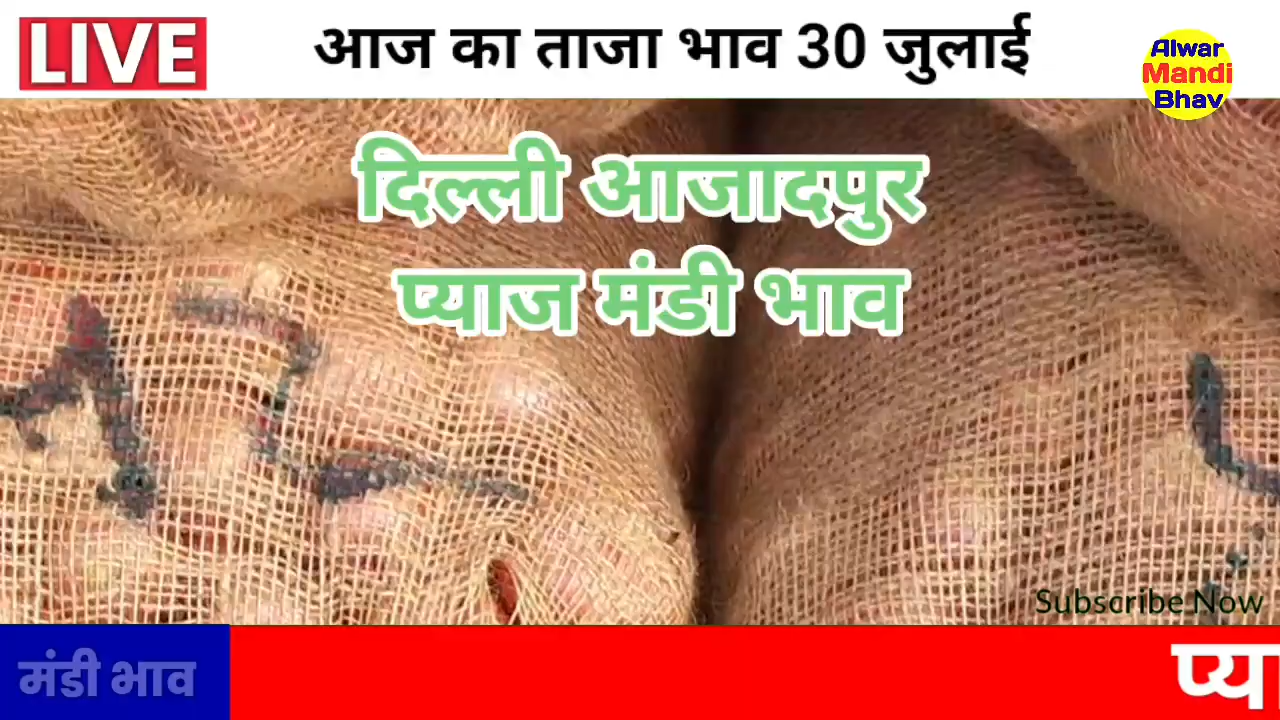 LIVE
आज का ताजा भाव 30 जुलाई
Alwar
Mandi
Bhav
दिल्ली आजादपुर
प्याज मंडी भाव
Subscribe Now
मंडी भाव